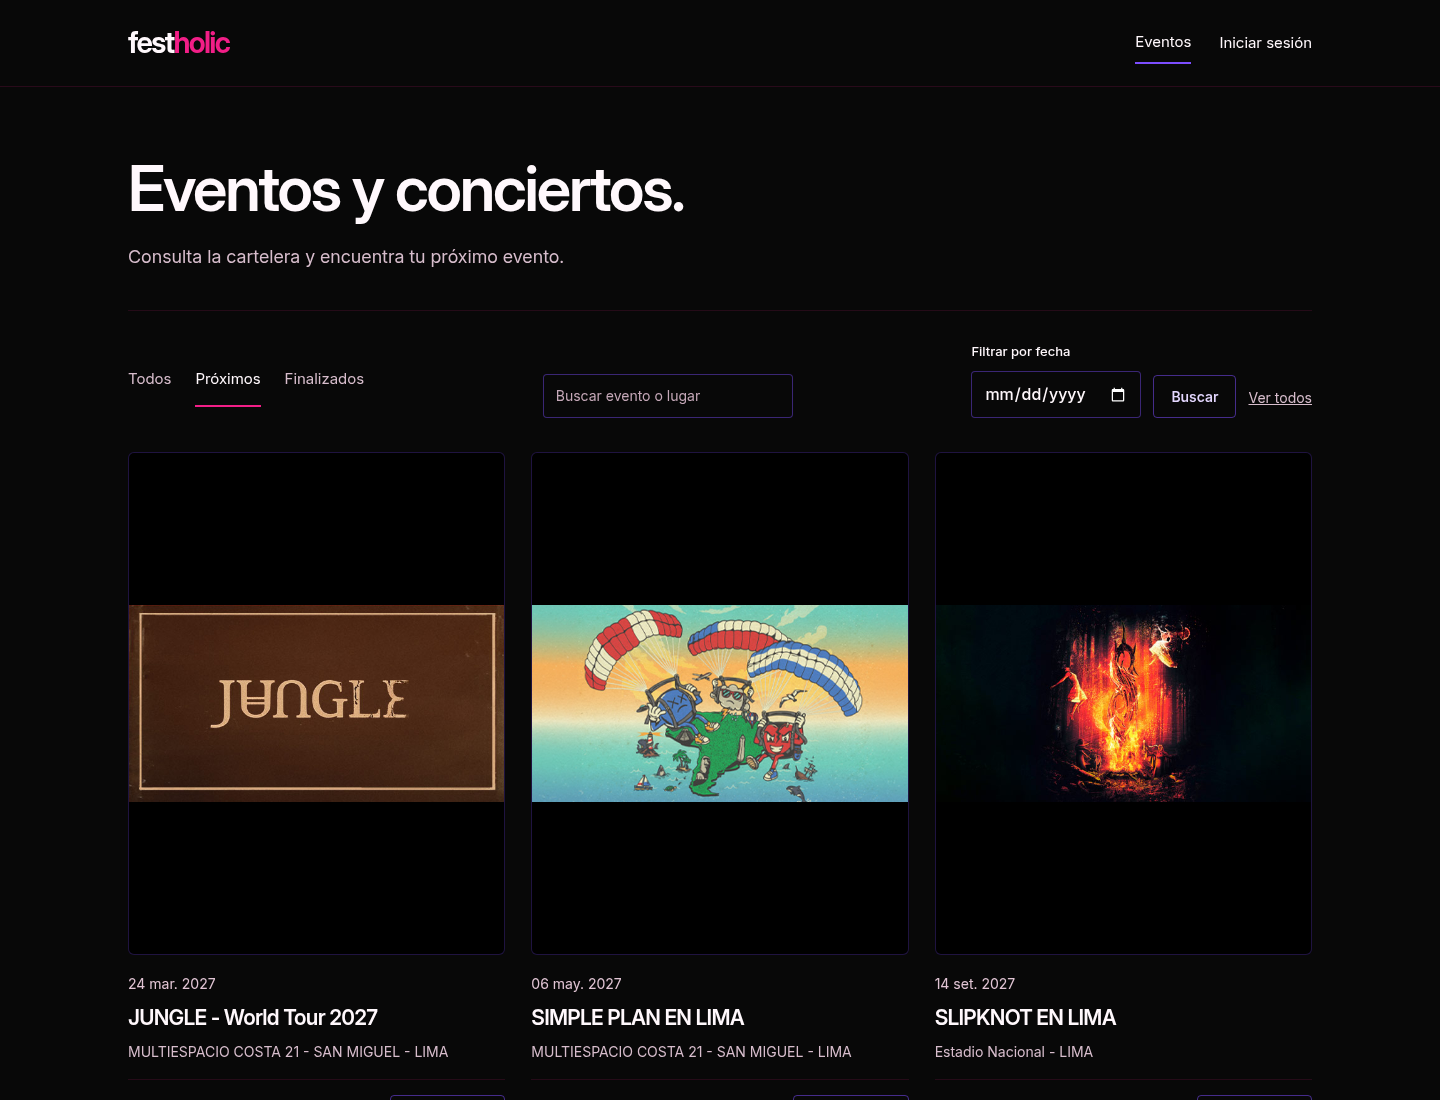 festholic
Eventos
Iniciar sesión
Eventos y conciertos.
Consulta la cartelera y encuentra tu próximo evento.
Filtrar por fecha
Todos
Próximos
Finalizados
Buscar evento o lugar
mm/dd/yyyy
Buscar
Ver todos
JUNGLE
24 mar. 2027
JUNGLE - World Tour 2027
MULTIESPACIO COSTA 21 - SAN MIGUEL - LIMA
06 may. 2027
SIMPLE PLAN EN LIMA
MULTIESPACIO COSTA 21 - SAN MIGUEL - LIMA
14 set. 2027
SLIPKNOT EN LIMA
Estadio Nacional - LIMA